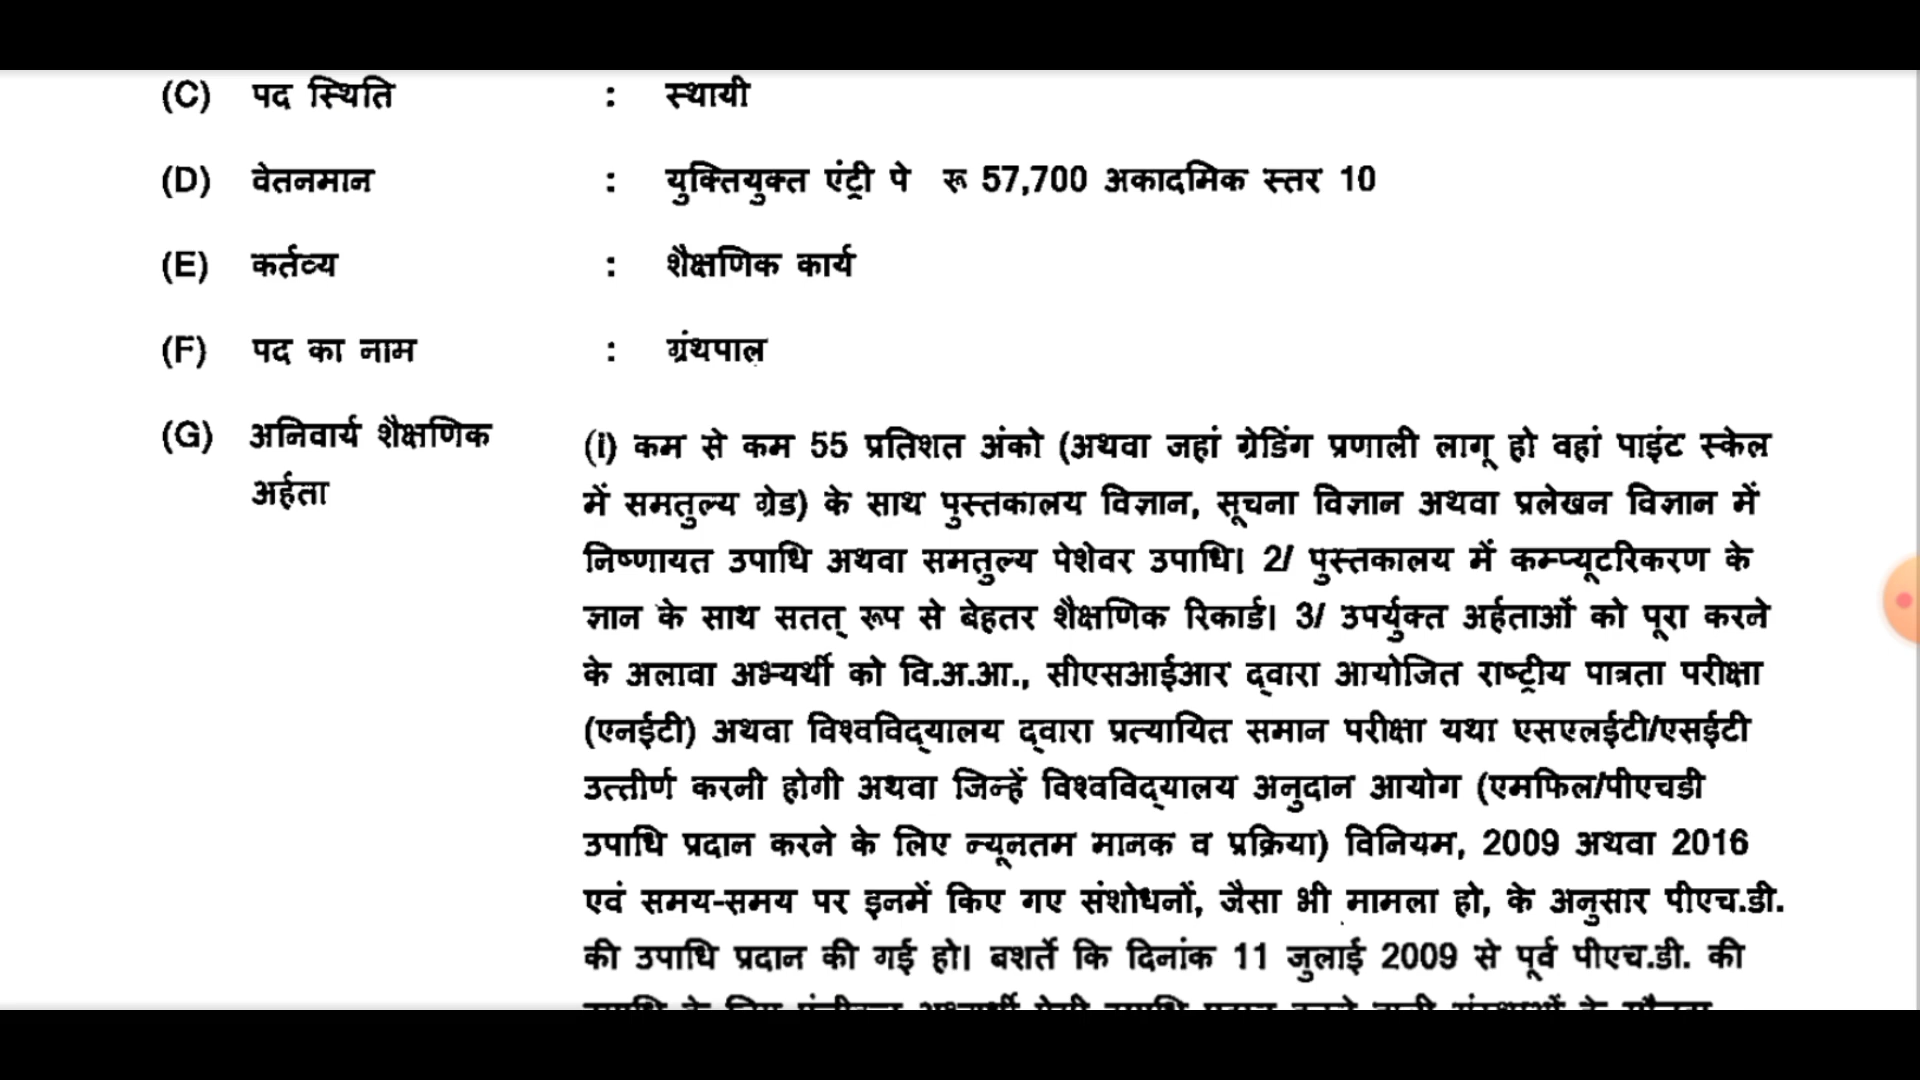 (C) पद स्थिति : स्थायी
(D) वेतनमान : युक्तियुक्त एंट्री पे रू 57,700 अकादमिक स्तर 10
(E) कर्तव्य : शैक्षणिक कार्य
(F) पद का नाम : ग्रंथपाल
(G) अनिवार्य शैक्षणिक
अर्हता
(i) कम से कम 55 प्रतिशत अंको (अथवा जहां ग्रेडिंग प्रणाली लागू हो वहां पाइंट स्केल
में समतुल्य ग्रेड) के साथ पुस्तकालय विज्ञान, सूचना विज्ञान अथवा प्रलेखन विज्ञान में
निष्णायत उपाधि अथवा समतुल्य पेशेवर उपाधि। 2/ पुस्तकालय में कम्प्यूटरिकरण के
ज्ञान के साथ सतत् रूप से बेहतर शैक्षणिक रिकार्ड। 3/ उपर्युक्त अर्हताओं को पूरा करने
के अलावा अभ्यर्थी को वि.अ.आ., सीएसआईआर द्वारा आयोजित राष्ट्रीय पात्रता परीक्षा
(एनईटी) अथवा विश्वविद्यालय द्वारा प्रत्यायित समान परीक्षा यथा एसएलईटी/एसईटी
उत्तीर्ण करनी होगी अथवा जिन्हें विश्वविद्यालय अनुदान आयोग (एमफिल/पीएचडी
उपाधि प्रदान करने के लिए न्यूनतम मानक व प्रक्रिया) विनियम, 2009 अथवा 2016
एवं समय-समय पर इनमें किए गए संशोधनों, जैसा भी मामला हो, के अनुसार पीएच.डी.
की उपाधि प्रदान की गई हो। बशर्ते कि दिनांक 11 जुलाई 2009 से पूर्व पीएच.डी. की